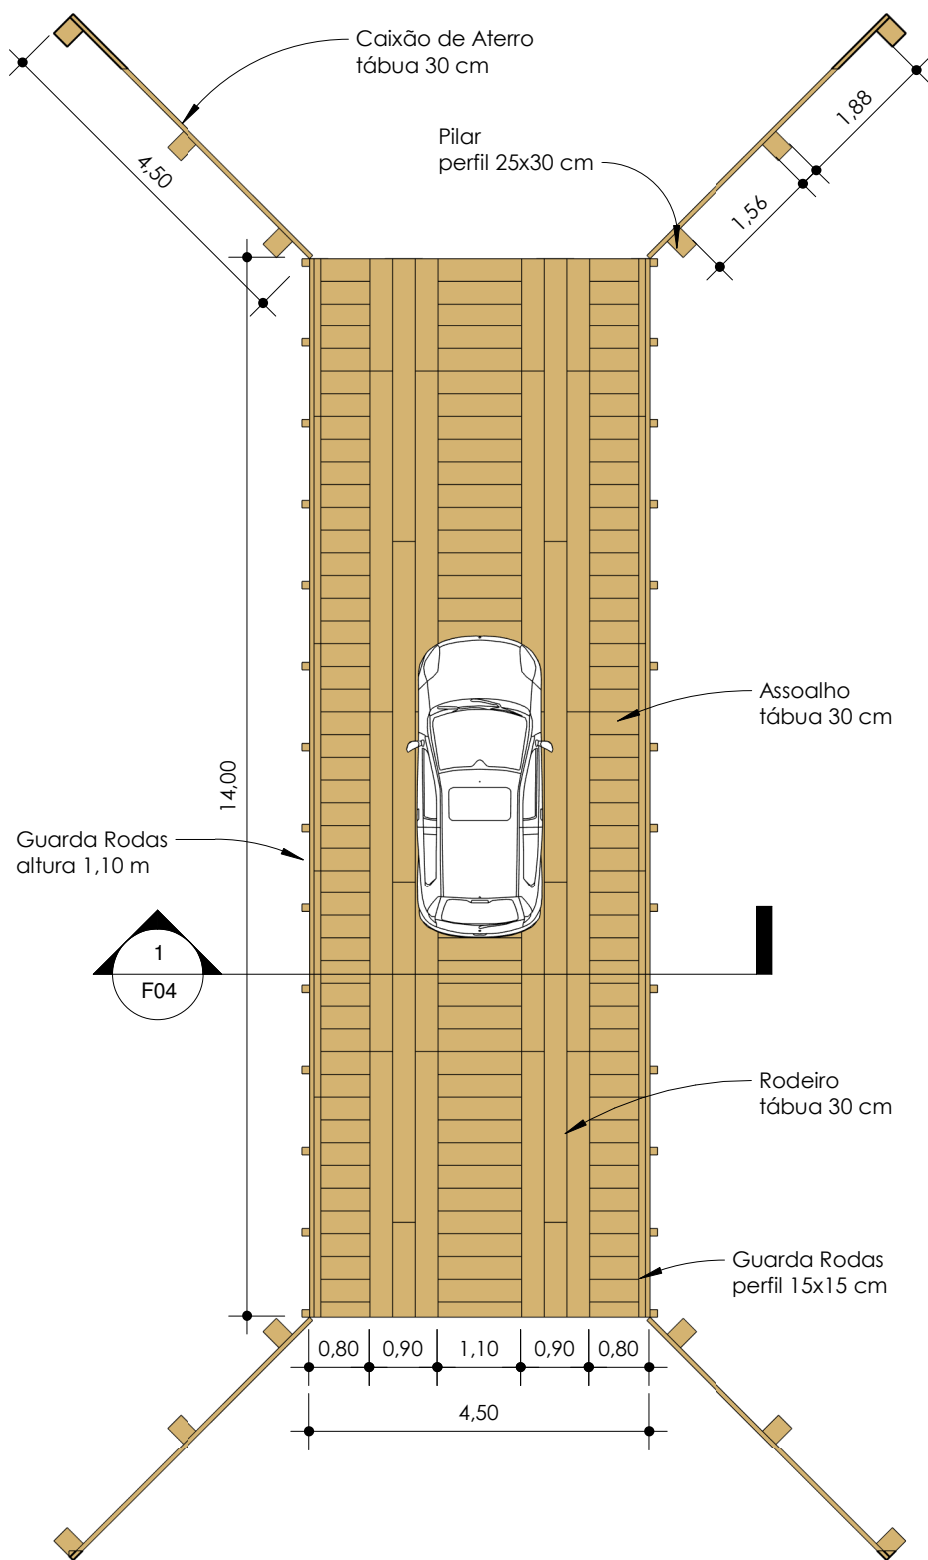 Caixão de Aterro
tábua 30 cm
Pilar
perfil 25x30 cm
1,88
1,56
4,50
14,00
Assoalho
tábua 30 cm
Guarda Rodas
altura 1,10 m
1
F04
Rodeiro
tábua 30 cm
Guarda Rodas
perfil 15x15 cm
0,80 0,90 1,10 0,90 0,80
4,50